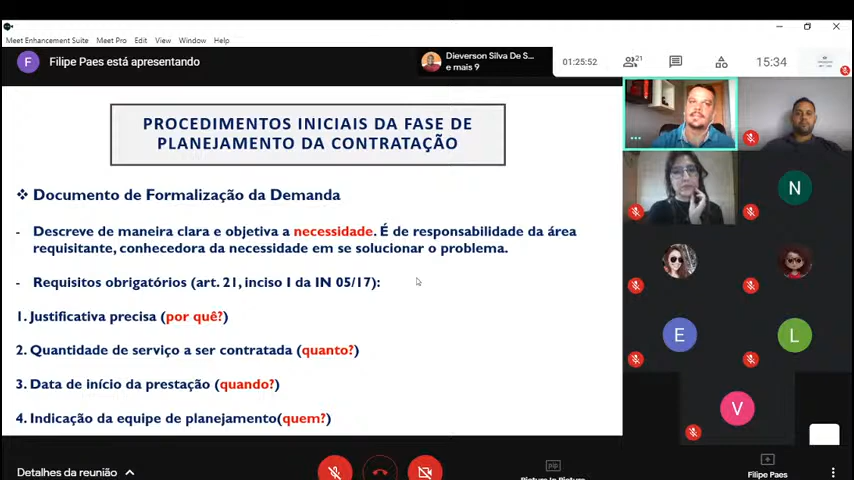 Meet Enhancement Suite Meet Pro Edit View Window Help
F Filipe Paes está apresentando
Dieverson Silva De S...
e mais 9
01:25:52
21
15:34
PROCEDIMENTOS INICIAIS DA FASE DE
PLANEJAMENTO DA CONTRATAÇÃO
❖ Documento de Formalização da Demanda
- Descreve de maneira clara e objetiva a necessidade. É de responsabilidade da área
requisitante, conhecedora da necessidade em se solucionar o problema.
- Requisitos obrigatórios (art. 21, inciso I da IN 05/17):
1. Justificativa precisa (por quê?)
2. Quantidade de serviço a ser contratada (quanto?)
3. Data de início da prestação (quando?)
4. Indicação da equipe de planejamento(quem?)
N
E
L
V
Detalhes da reunião
Picture In Picture
Filipe Paes